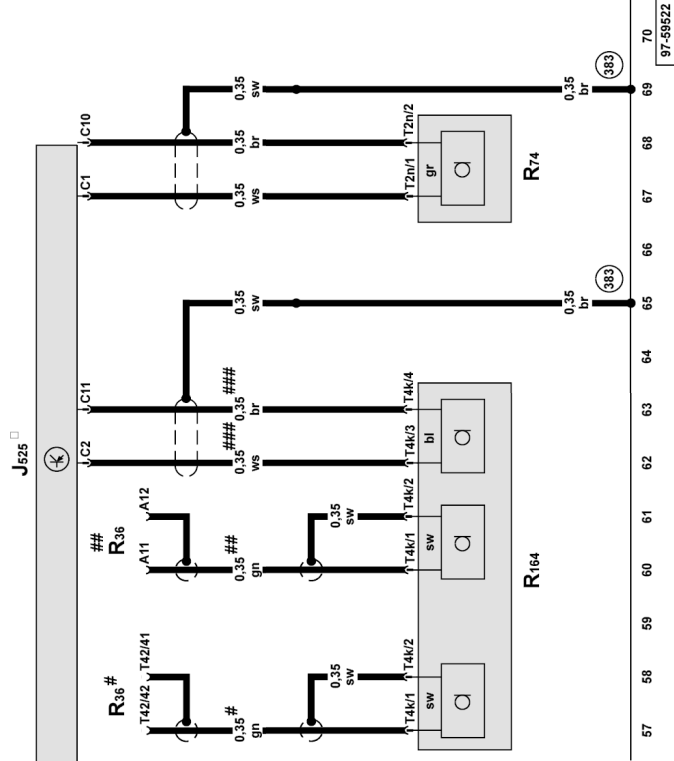 J525
C2
C11
C1
C10
##
R36
A11
A12
R36 #
T42/42
T42/41
#
0,35
gn
##
0,35
gn
###
0,35
ws
###
0,35
br
0,35
sw
0,35
ws
0,35
br
0,35
sw
0,35
sw
0,35
sw
T4k/1
T4k/2
T4k/1
T4k/2
T4k/3
T4k/4
T2n/1
T2n/2
sw
sw
bl
gr
R164
R74
0,35
br
0,35
br
383
383
57
58
59
60
61
62
63
64
65
66
67
68
69
70
97-59522